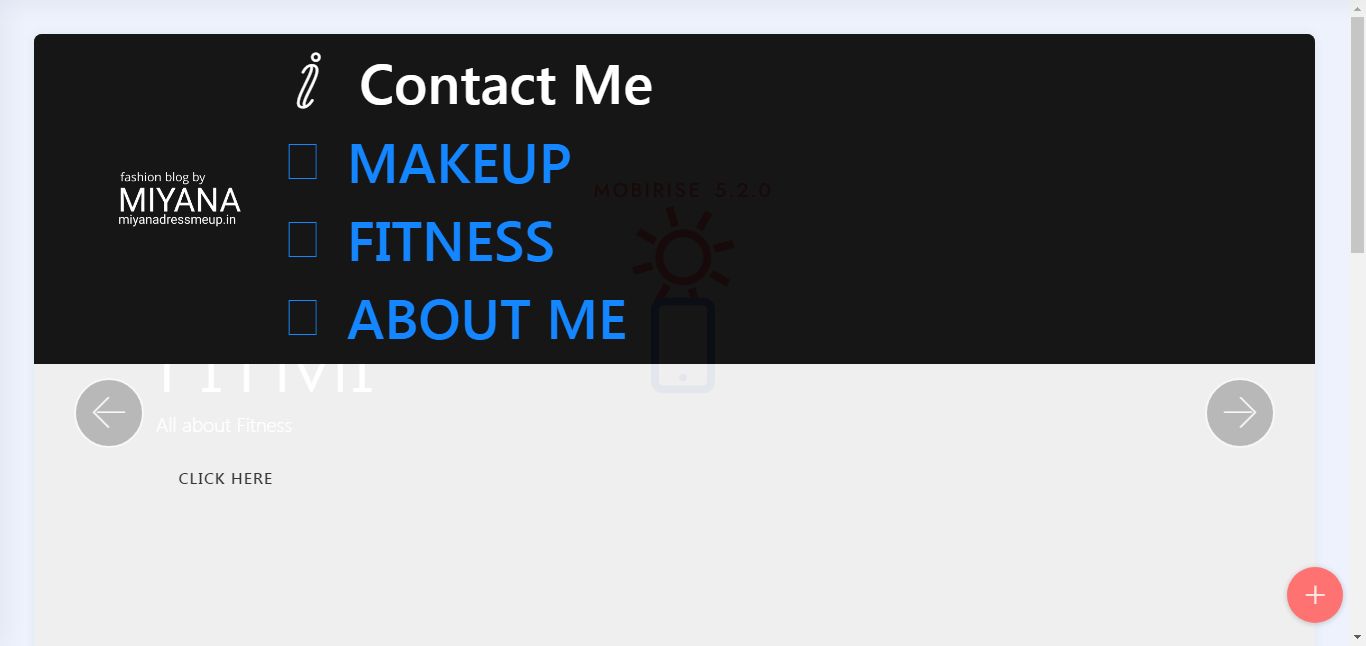 Contact Me
MAKEUP
fashion blog by
MIYANA
miyanadressmeup.in
MOBIRISE 5.2.0
FITNESS
ABOUT ME
All about Fitness
CLICK HERE